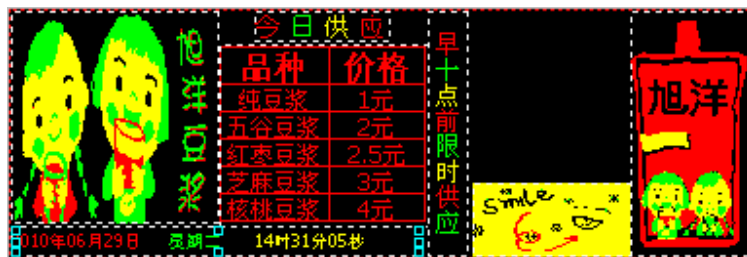 旭洋豆浆
今日供应
品种 价格
纯豆浆 1元
五谷豆浆 2元
红枣豆浆 2.5元
芝麻豆浆 3元
核桃豆浆 4元
早十点前限时供应
smile
旭洋
010年06月29日 星期二
14时31分05秒